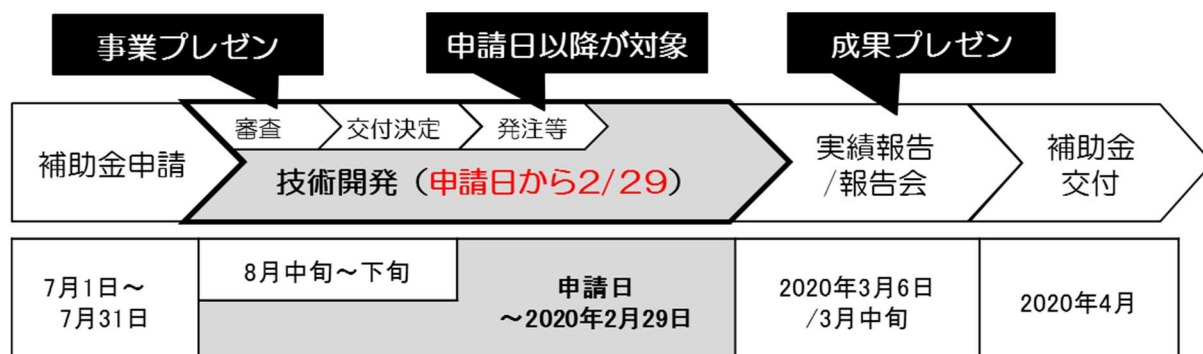 事業プレゼン
申請日以降が対象
成果プレゼン
補助金申請
審査
交付決定
発注等
技術開発（申請日から2/29）
実績報告
/報告会
補助金
交付
7月1日～
7月31日
8月中旬～下旬
申請日
～2020年2月29日
2020年3月6日
/3月中旬
2020年4月